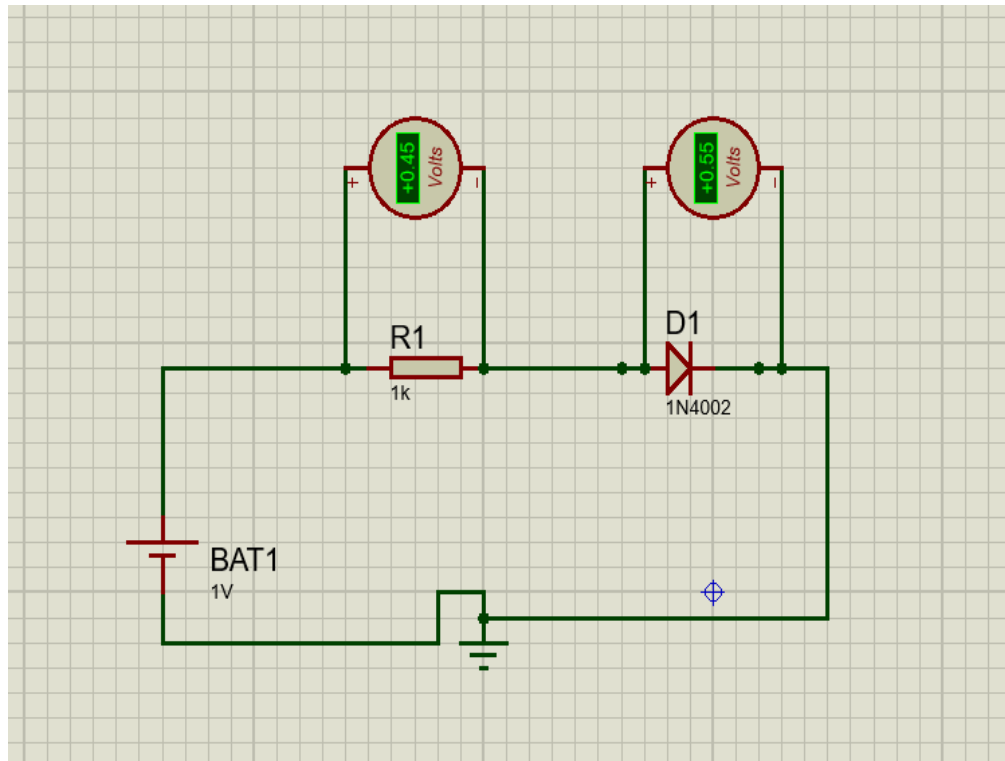 +0.45
Volts
+
-
+0.55
Volts
+
-
R1
1k
D1
1N4002
BAT1
1V